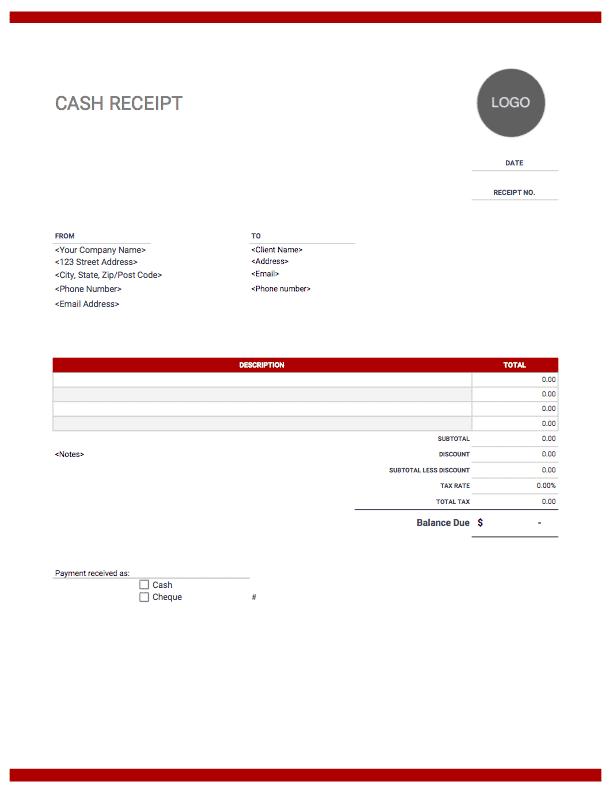 CASH RECEIPT
LOGO
DATE
RECEIPT NO.
FROM TO
<Your Company Name> <Client Name>
<123 Street Address> <Address>
<City, State, Zip/Post Code> <Email>
<Phone Number> <Phone number>
<Email Address>
DESCRIPTION TOTAL
0.00
0.00
0.00
0.00
SUBTOTAL 0.00
<Notes> DISCOUNT 0.00
SUBTOTAL LESS DISCOUNT 0.00
TAX RATE 0.00%
TOTAL TAX 0.00
Balance Due $ -
Payment received as:
Cash
Cheque #